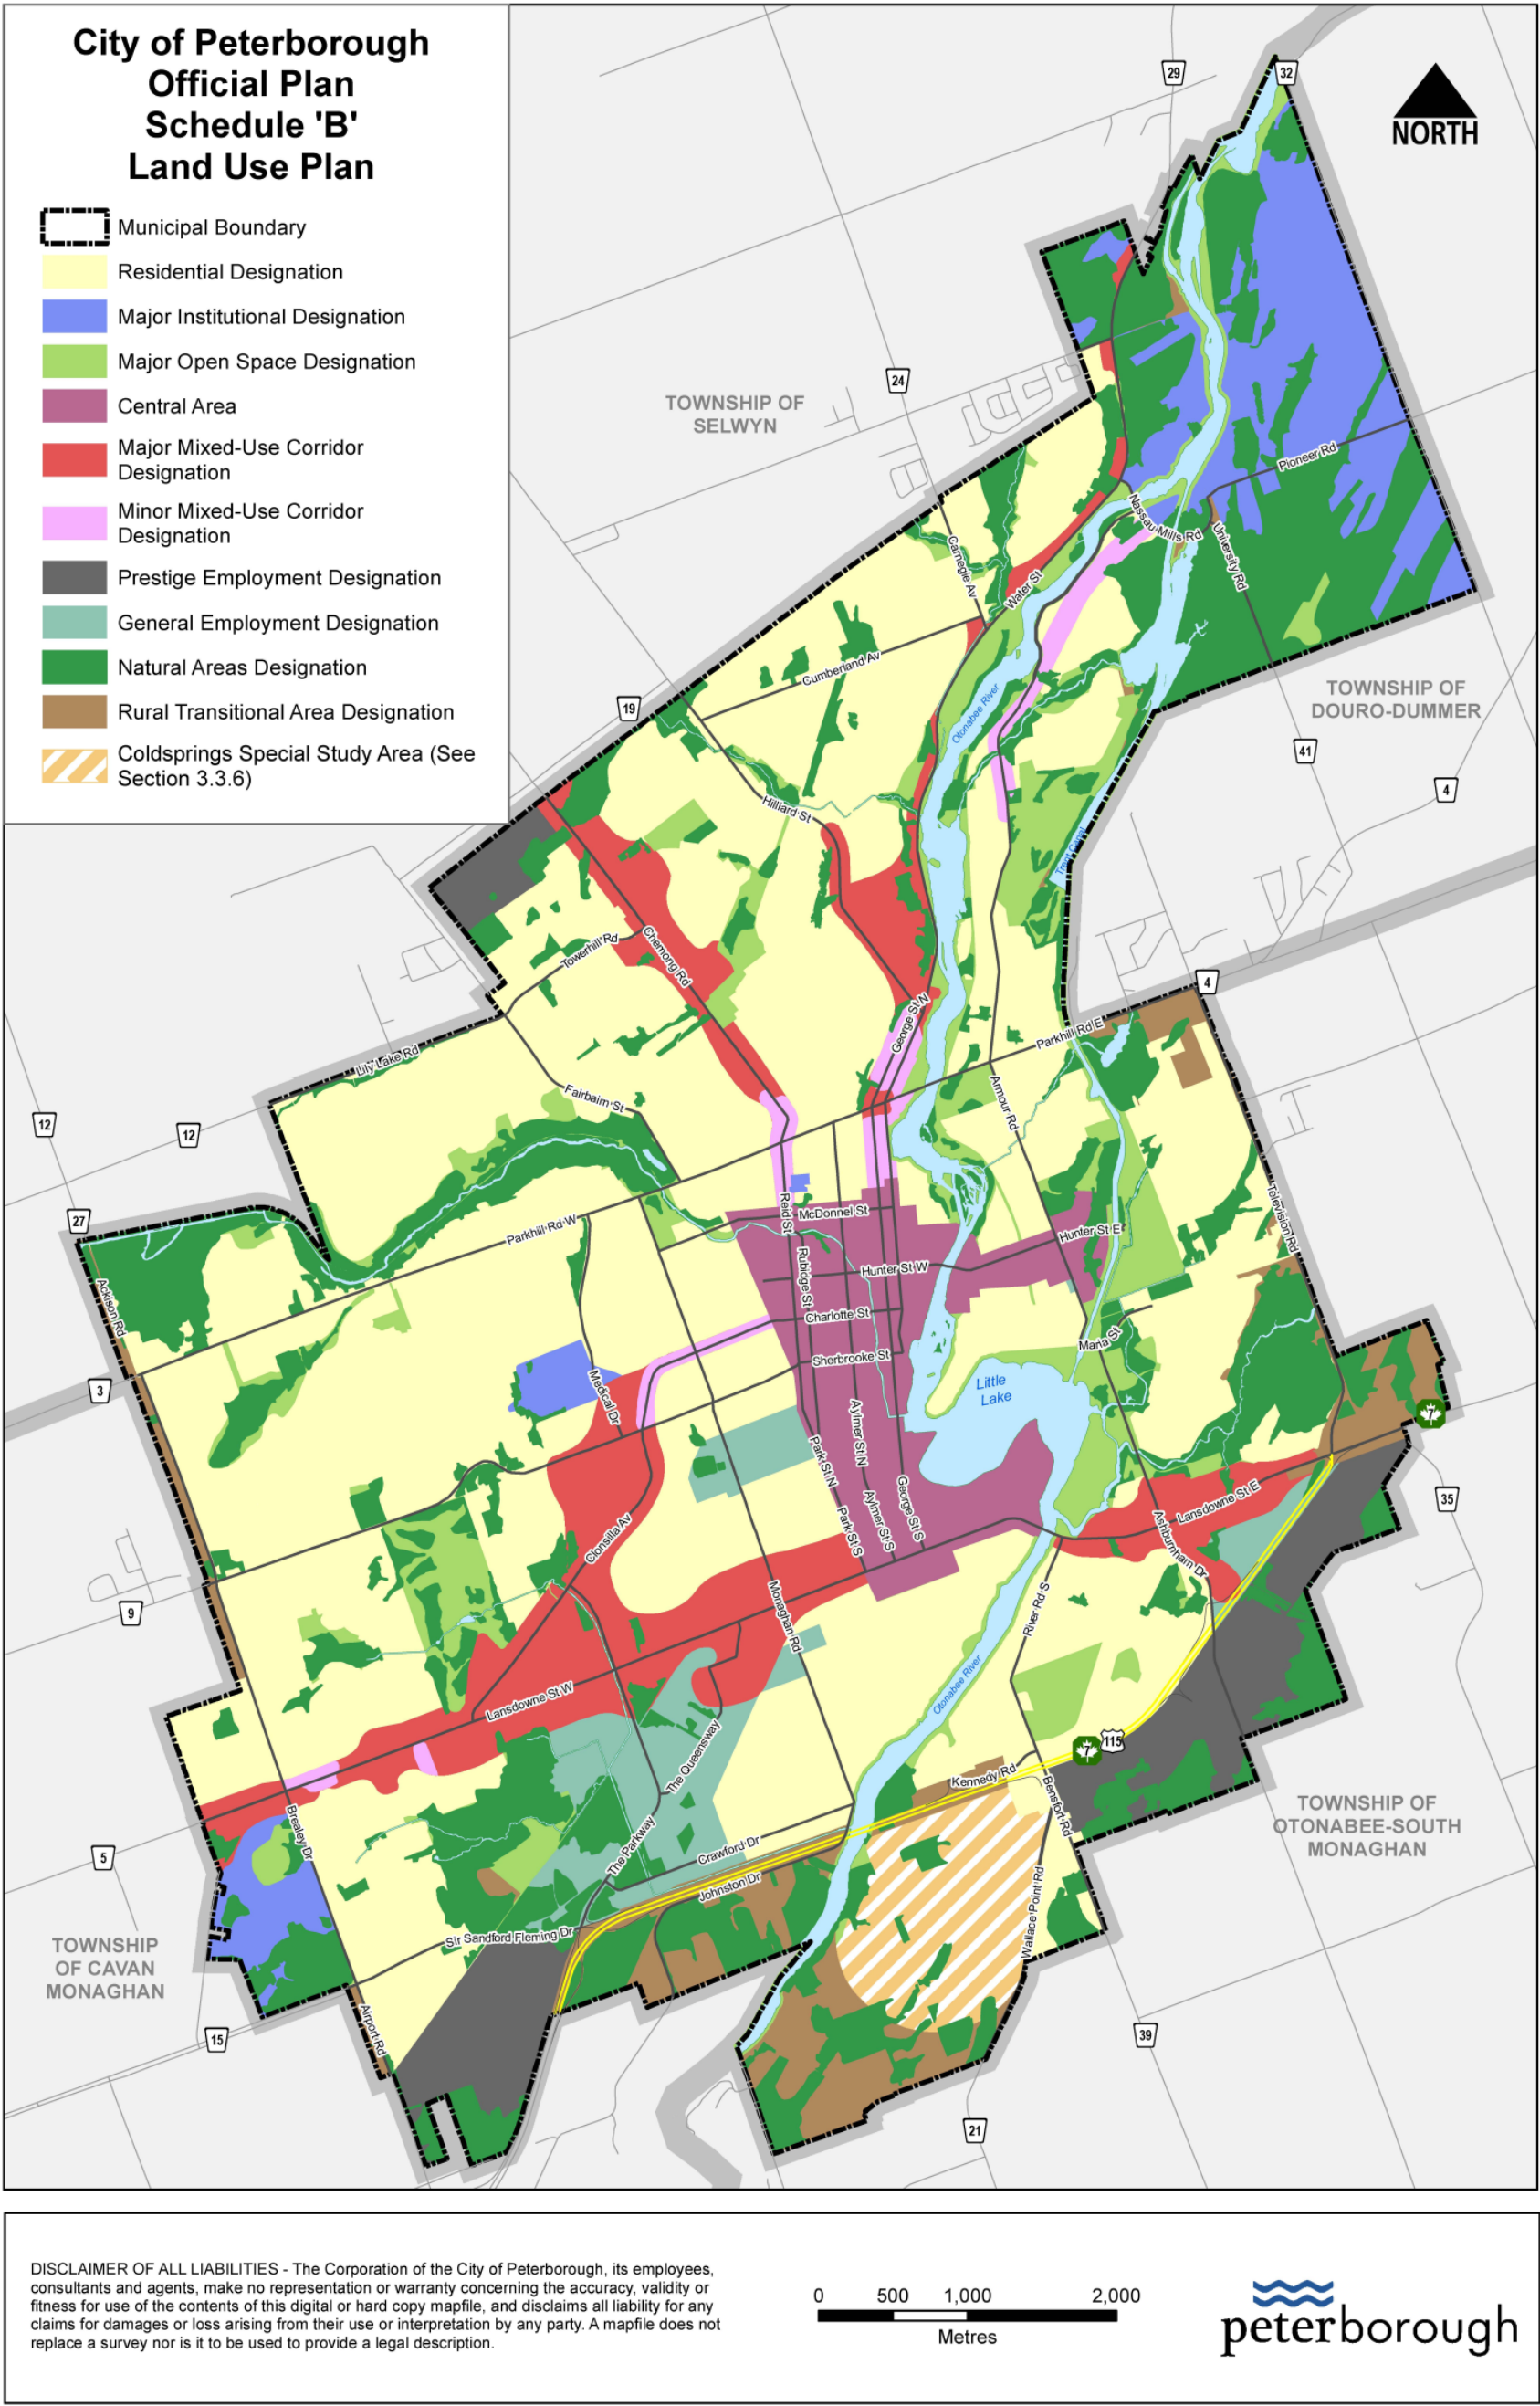 City of Peterborough
Official Plan
Schedule 'B'
Land Use Plan
Municipal Boundary
Residential Designation
Major Institutional Designation
Major Open Space Designation
Central Area
Major Mixed-Use Corridor
Designation
Minor Mixed-Use Corridor
Designation
Prestige Employment Designation
General Employment Designation
Natural Areas Designation
Rural Transitional Area Designation
Coldsprings Special Study Area (See
Section 3.3.6)
NORTH
29
32
24
TOWNSHIP OF
SELWYN
Pioneer Rd
Nassau Mills Rd
University Rd
Carnegie Av
Water St
Cumberland Av
Otonabee River
TOWNSHIP OF
DOURO-DUMMER
19
41
4
Hilliard St
Trent Canal
Towerhill Rd
Chemong Rd
4
George St N
Parkhill Rd E
Lily Lake Rd
Fairbairn St
Armour Rd
12
12
27
Parkhill Rd W
Reid St
McDonnel St
Television Rd
Hunter St E
Ackison Rd
Rubidge St
Hunter St W
Charlotte St
Maria St
Sherbrooke St
3
Medical Dr
Little
Lake
7
Aylmer St N
Park St N
George St S
Aylmer St S
Park St S
Lansdowne St E
35
Clonsilla Av
Ashburnham Dr
9
Monaghan Rd
River Rd S
Lansdowne St W
Otonabee River
The Queensway
7
115
Kennedy Rd
Bensfort Rd
Brealey Dr
TOWNSHIP OF
OTONABEE-SOUTH
MONAGHAN
5
The Parkway
Crawford Dr
Johnston Dr
Wallace Point Rd
Sir Sandford Fleming Dr
TOWNSHIP
OF CAVAN
MONAGHAN
Airport Rd
15
39
21
DISCLAIMER OF ALL LIABILITIES - The Corporation of the City of Peterborough, its employees,
consultants and agents, make no representation or warranty concerning the accuracy, validity or
fitness for use of the contents of this digital or hard copy mapfile, and disclaims all liability for any
claims for damages or loss arising from their use or interpretation by any party. A mapfile does not
replace a survey nor is it to be used to provide a legal description.
0 500 1,000 2,000
Metres
peterborough